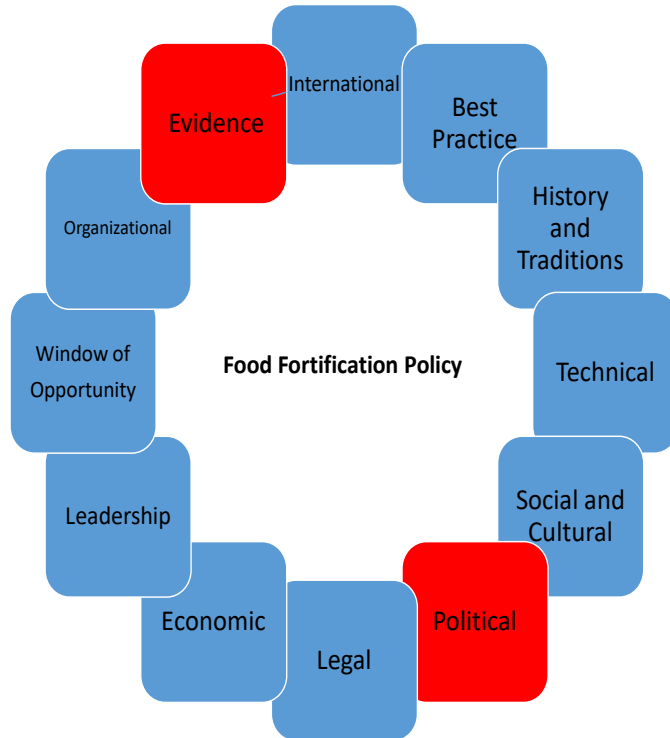 International
Best
Practice
History
and
Traditions
Technical
Social and
Cultural
Political
Legal
Economic
Leadership
Window of
Opportunity
Organizational
Evidence
Food Fortification Policy